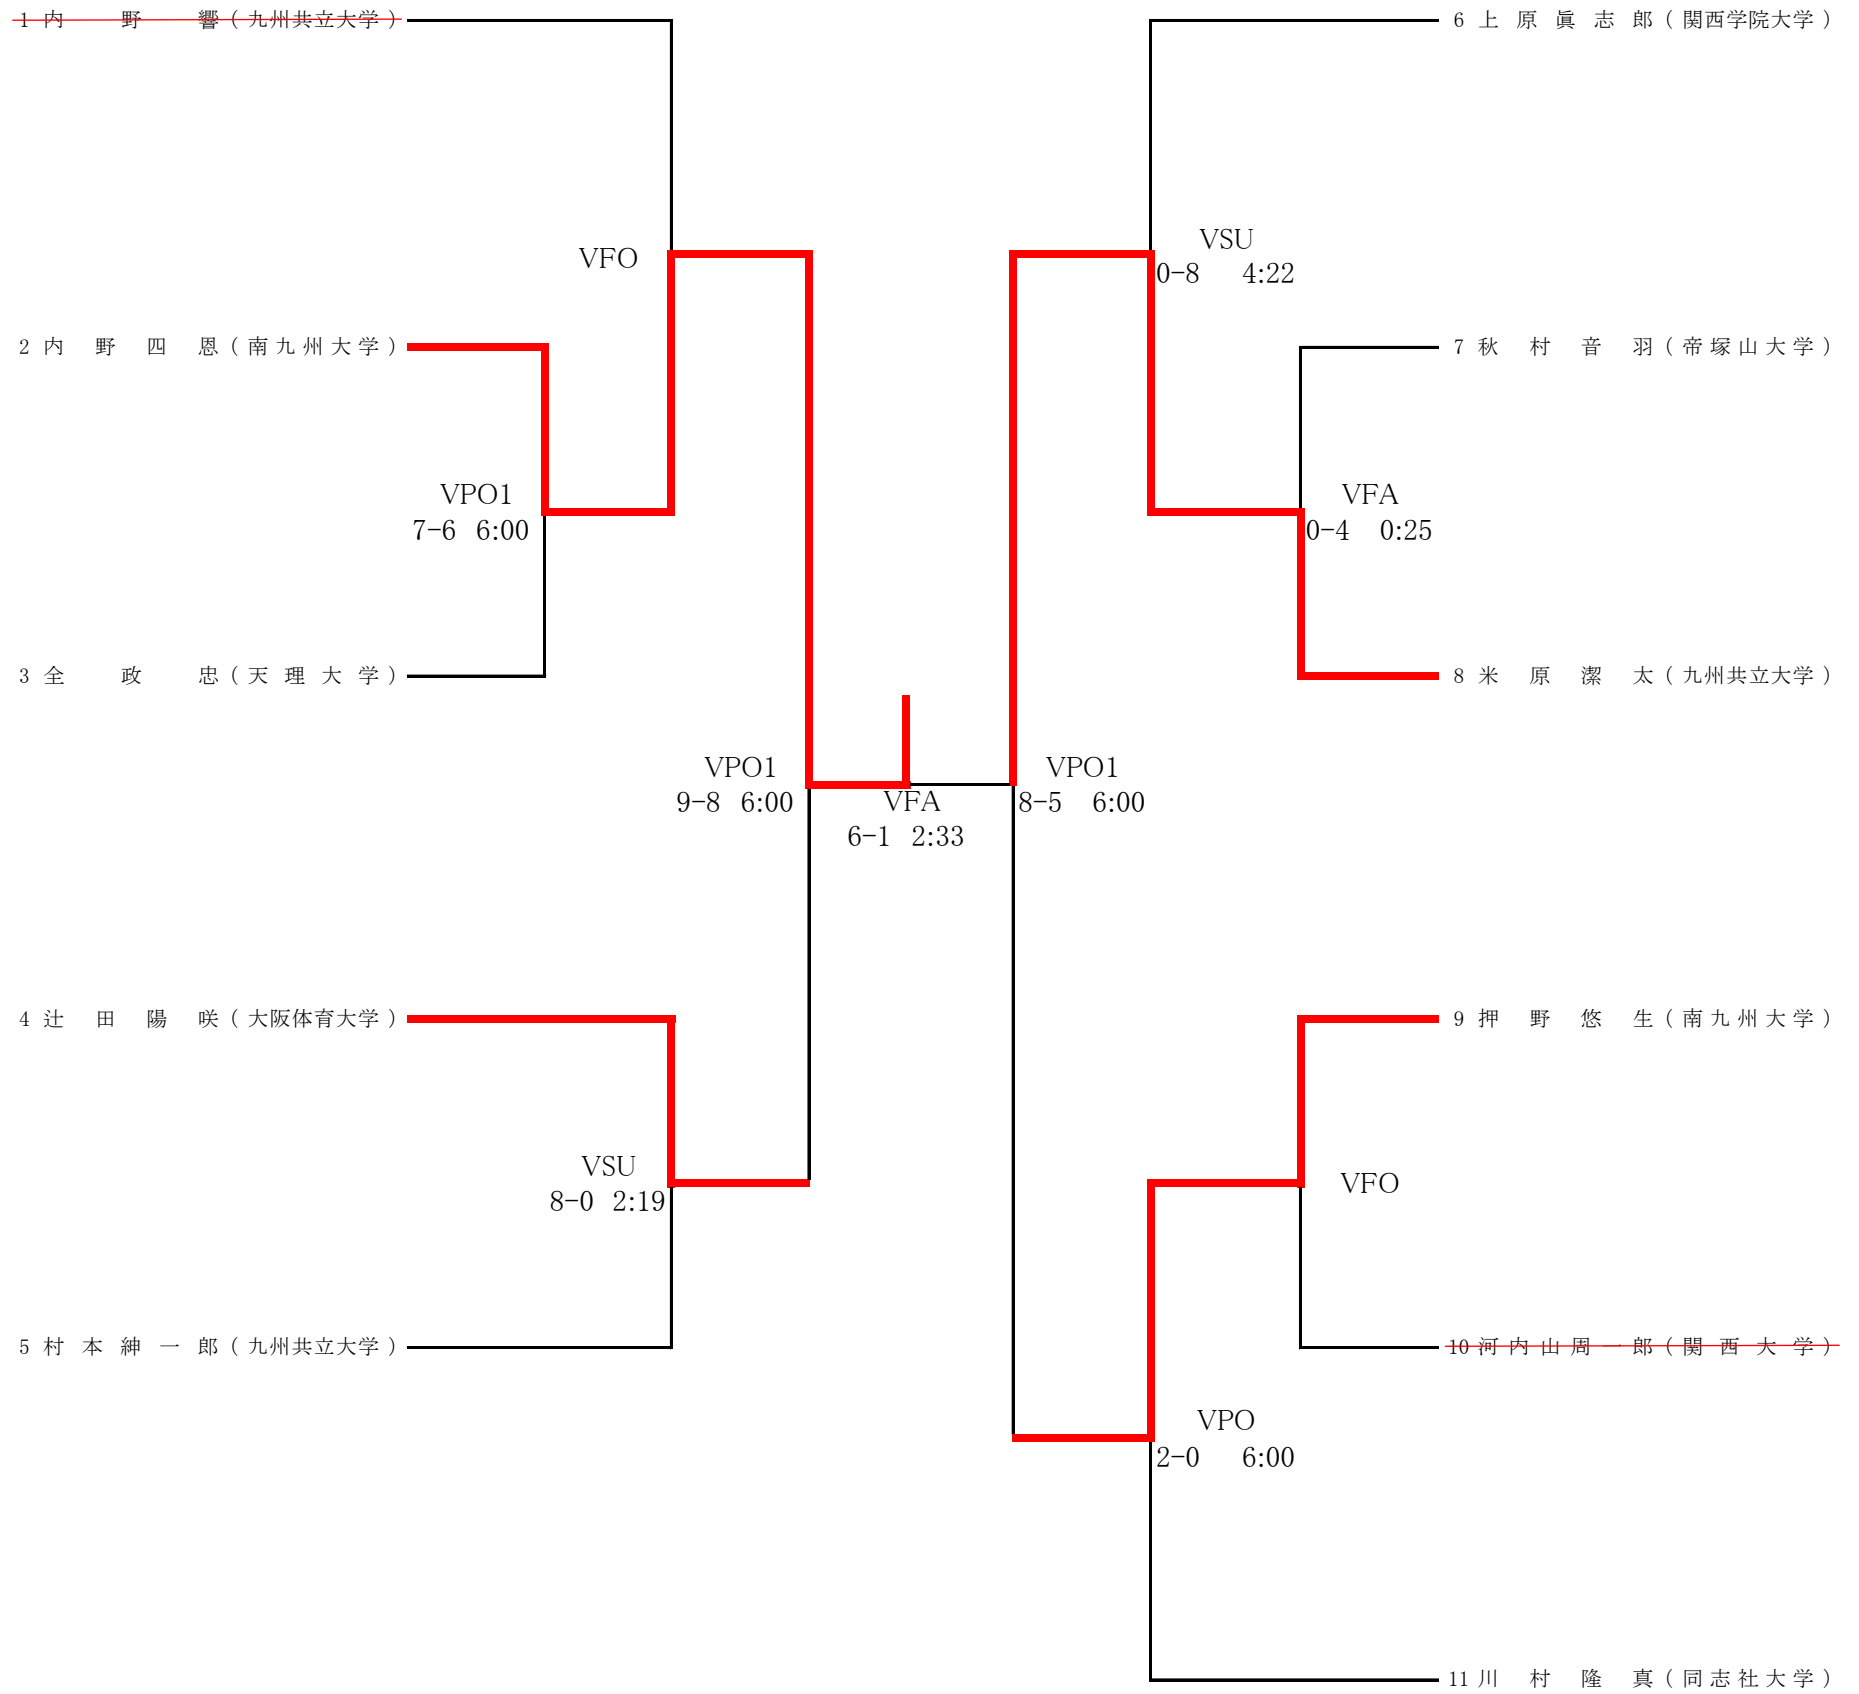 1 内野響(九州共立大学)
VFO
2 内野四恩(南九州大学)
VPO1
7-6 6:00
3 全政忠(天理大学)
VPO1
9-8 6:00
4 辻田陽咲(大阪体育大学)
VSU
8-0 2:19
5 村本紳一郎(九州共立大学)
VFA
6-1 2:33
6 上原眞志郎(関西学院大学)
VSU
0-8 4:22
7 秋村音羽(帝塚山大学)
VFA
0-4 0:25
8 米原潔太(九州共立大学)
VPO1
8-5 6:00
9 押野悠生(南九州大学)
VFO
10 河内山周一郎(関西大学)
VPO
2-0 6:00
11 川村隆真(同志社大学)